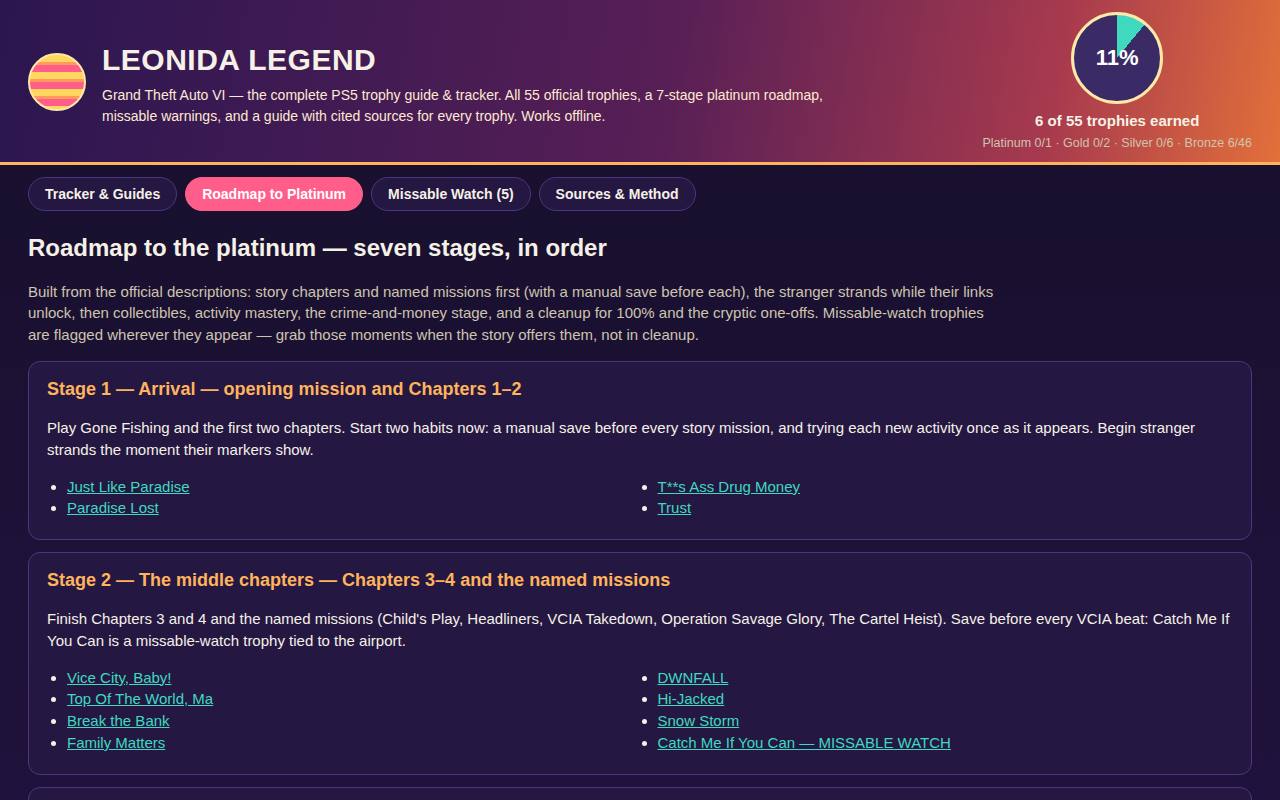 LEONIDA LEGEND
Grand Theft Auto VI — the complete PS5 trophy guide & tracker. All 55 official trophies, a 7-stage platinum roadmap,
missable warnings, and a guide with cited sources for every trophy. Works offline.
11%
6 of 55 trophies earned
Platinum 0/1 · Gold 0/2 · Silver 0/6 · Bronze 6/46
Tracker & Guides
Roadmap to Platinum
Missable Watch (5)
Sources & Method
Roadmap to the platinum — seven stages, in order
Built from the official descriptions: story chapters and named missions first (with a manual save before each), the stranger strands while their links
unlock, then collectibles, activity mastery, the crime-and-money stage, and a cleanup for 100% and the cryptic one-offs. Missable-watch trophies
are flagged wherever they appear — grab those moments when the story offers them, not in cleanup.
Stage 1 — Arrival — opening mission and Chapters 1–2
Play Gone Fishing and the first two chapters. Start two habits now: a manual save before every story mission, and trying each new activity once as it appears. Begin stranger
strands the moment their markers show.
Just Like Paradise
Paradise Lost
T**s Ass Drug Money
Trust
Stage 2 — The middle chapters — Chapters 3–4 and the named missions
Finish Chapters 3 and 4 and the named missions (Child's Play, Headliners, VCIA Takedown, Operation Savage Glory, The Cartel Heist). Save before every VCIA beat: Catch Me If
You Can is a missable-watch trophy tied to the airport.
Vice City, Baby!
Top Of The World, Ma
Break the Bank
Family Matters
DWNFALL
Hi-Jacked
Snow Storm
Catch Me If You Can — MISSABLE WATCH